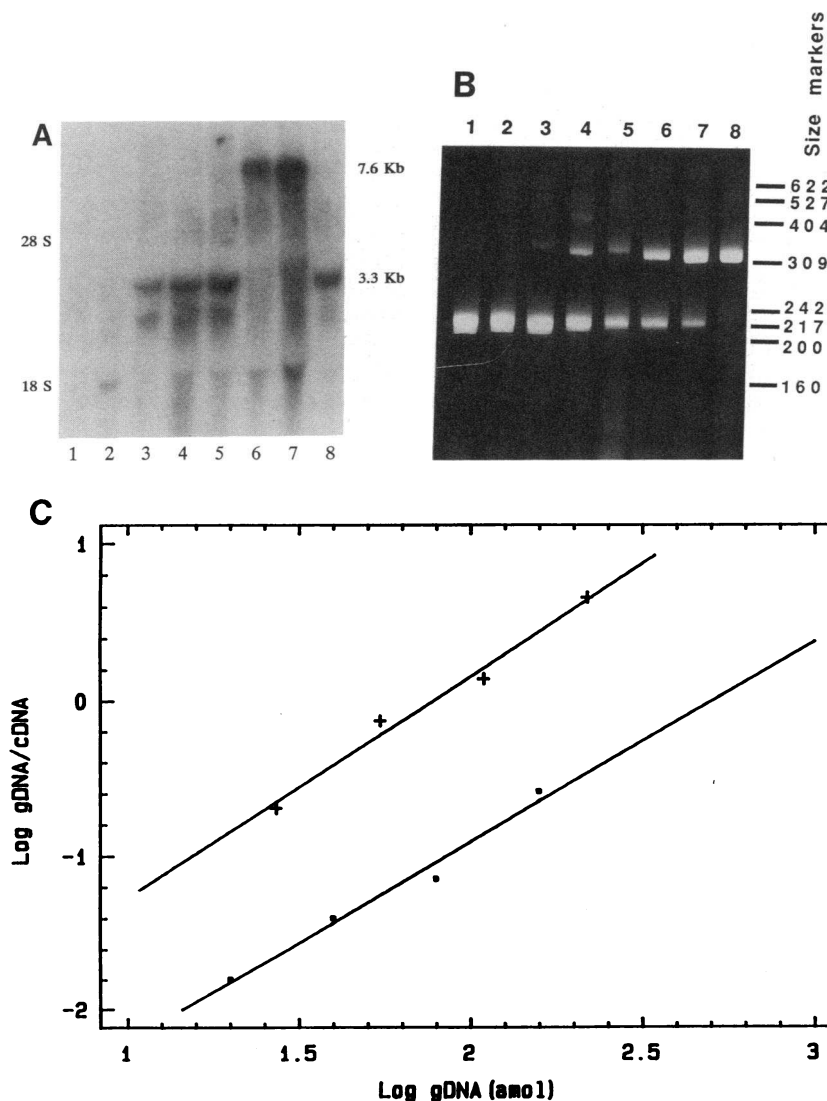 A
28 S
18 S
7.6 Kb
3.3 Kb
1 2 3 4 5 6 7 8
B
1 2 3 4 5 6 7 8
Size markers
622
527
404
309
242
217
200
160
C
Log gDNA/cDNA
1
0
-1
-2
1 1.5 2 2.5 3
Log gDNA (amol)